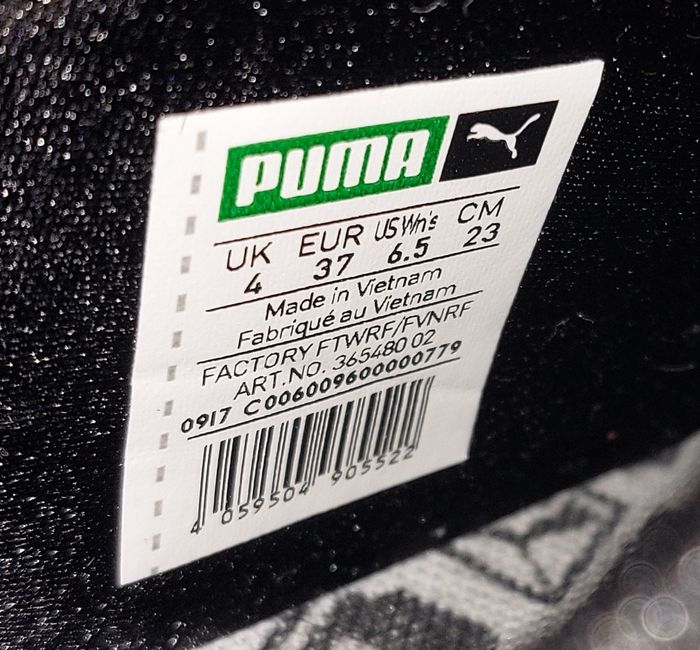 PUMA
UK EUR US Wn's CM
4 37 6.5 23
Made in Vietnam
Fabriqué au Vietnam
FACTORY FTWRF/FVNRF
ART.NO. 365480 02
0917 C006009600000779
4 059504 905522